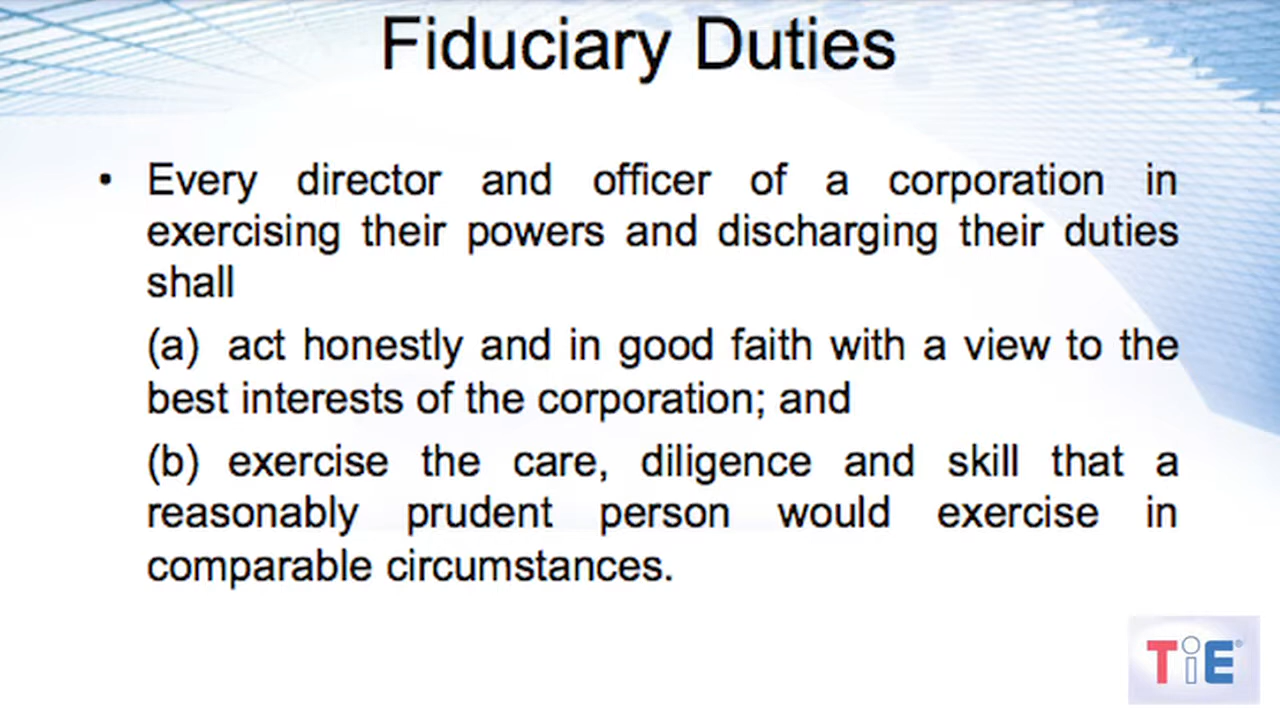 Fiduciary Duties
• Every director and officer of a corporation in
exercising their powers and discharging their duties
shall
(a) act honestly and in good faith with a view to the
best interests of the corporation; and
(b) exercise the care, diligence and skill that a
reasonably prudent person would exercise in
comparable circumstances.
TiE®